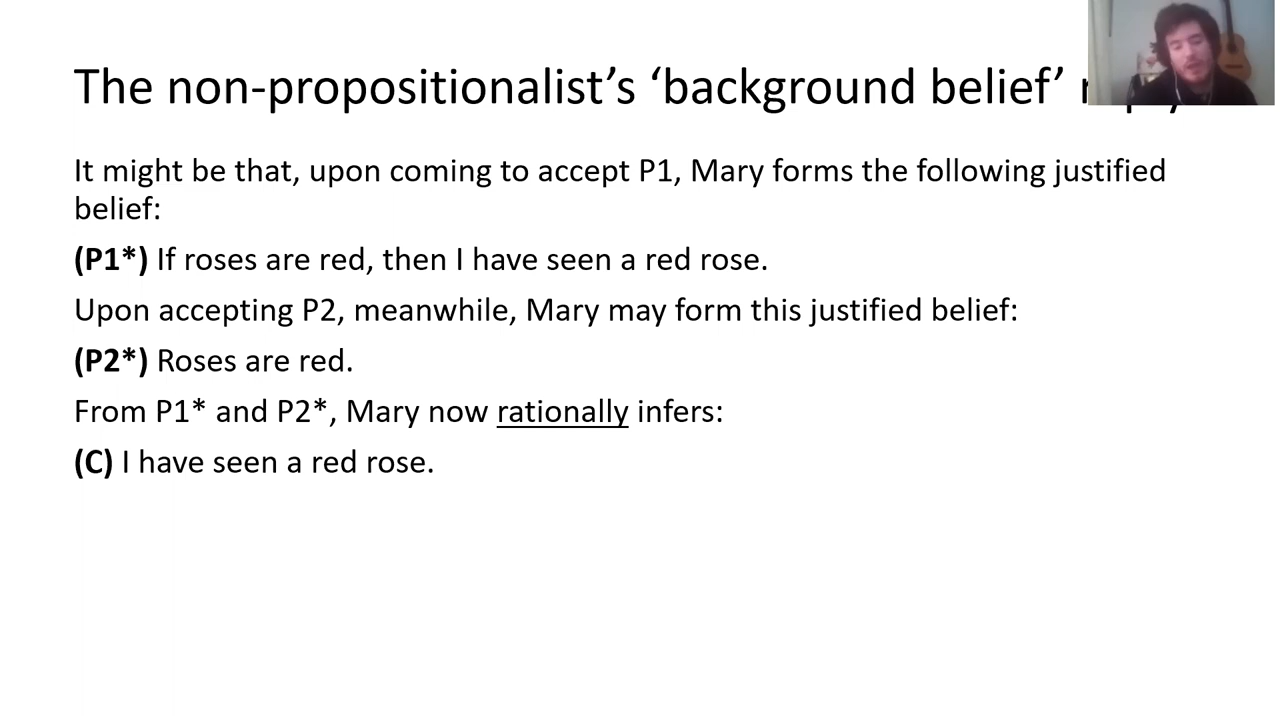 The non-propositionalist’s ‘background belief’
It might be that, upon coming to accept P1, Mary forms the following justified
belief:
(P1*) If roses are red, then I have seen a red rose.
Upon accepting P2, meanwhile, Mary may form this justified belief:
(P2*) Roses are red.
From P1* and P2*, Mary now rationally infers:
(C) I have seen a red rose.